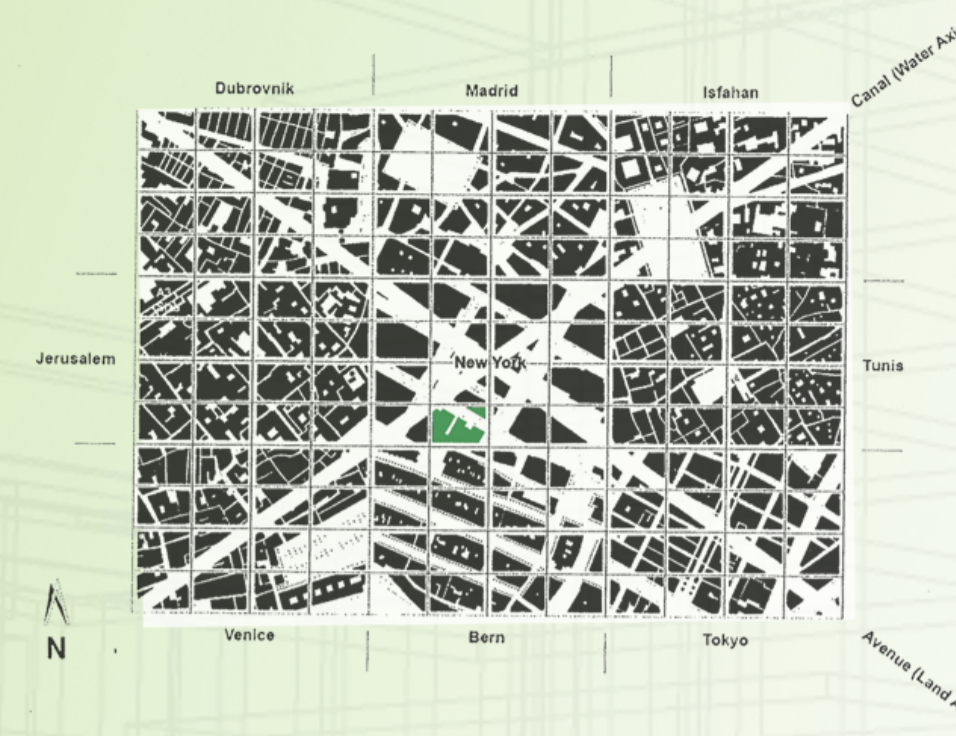 Canal (Water Axi
Dubrovnik
Madrid
Isfahan
Jerusalem
New York
Tunis
N
Venice
Bern
Tokyo
Avenue (Land